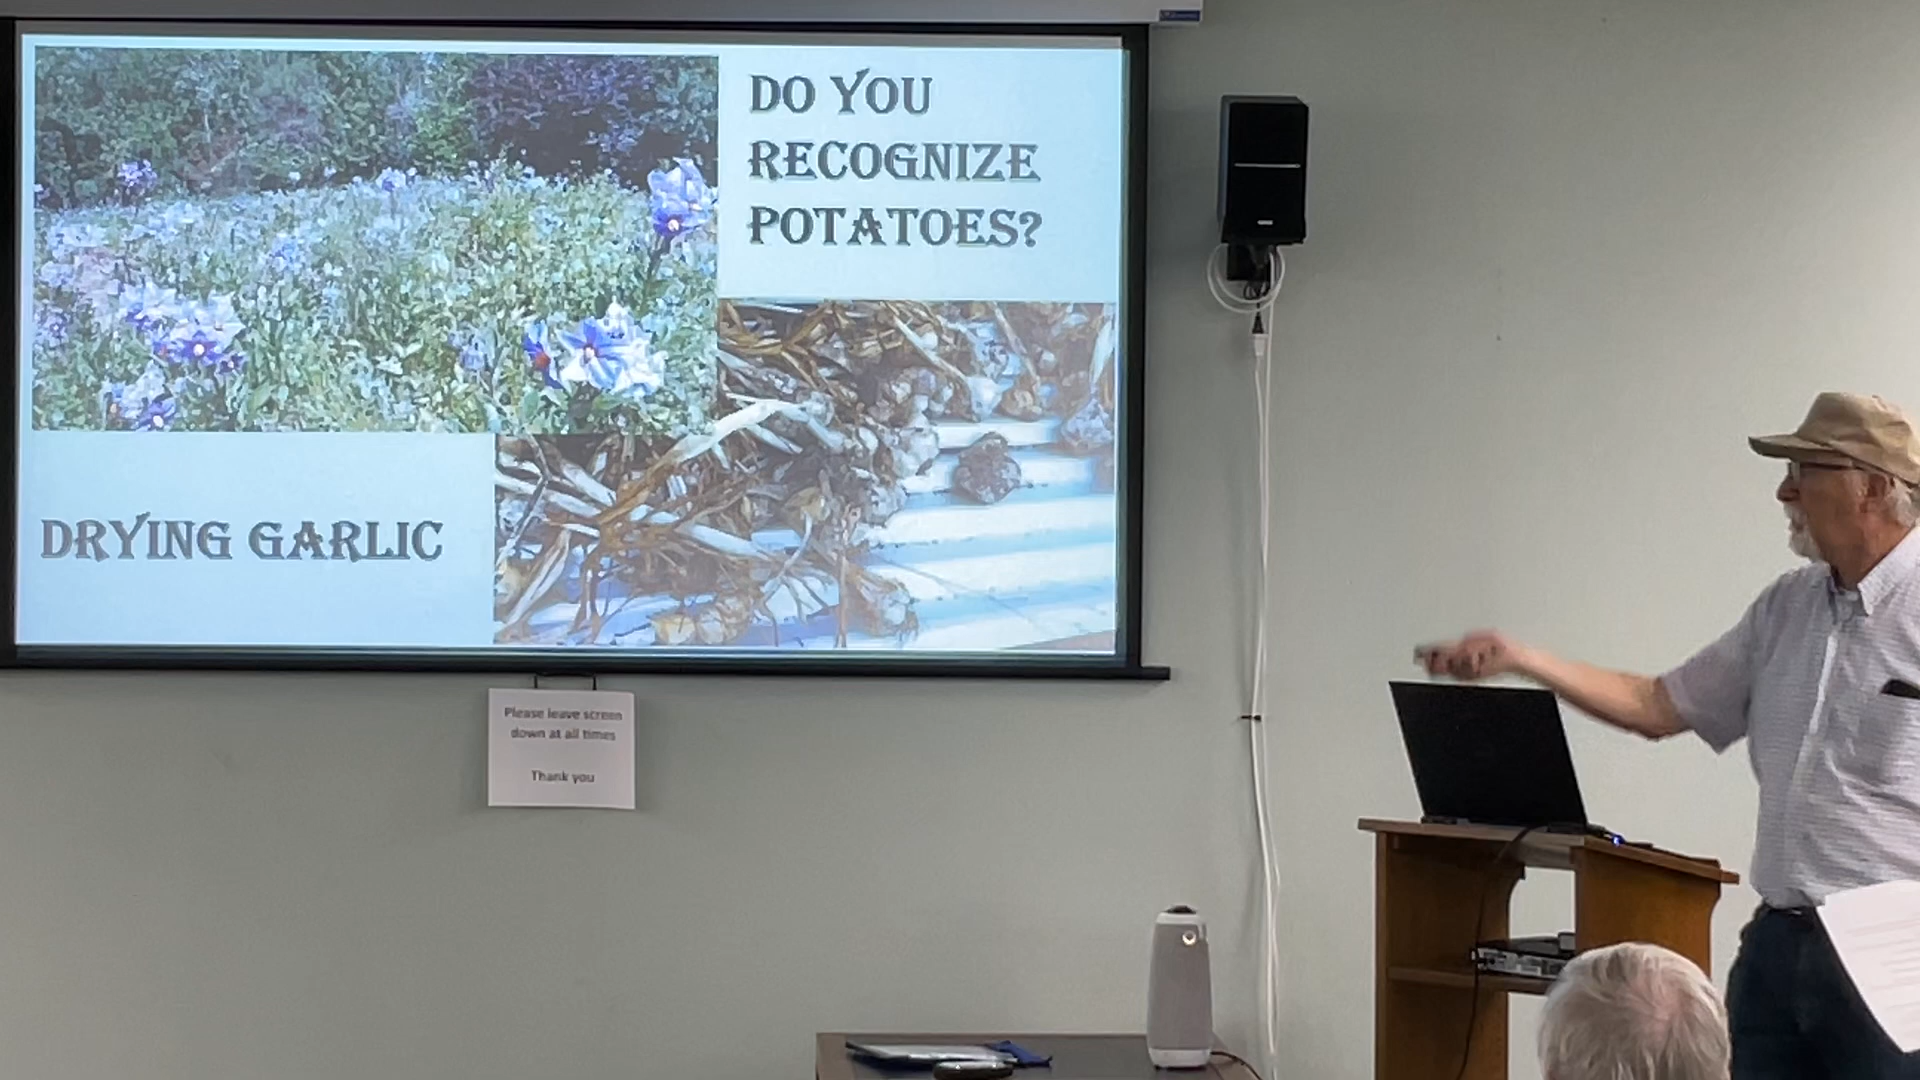 DO YOU
RECOGNIZE
POTATOES?
DRYING GARLIC
Please leave screen
down at all times
Thank you